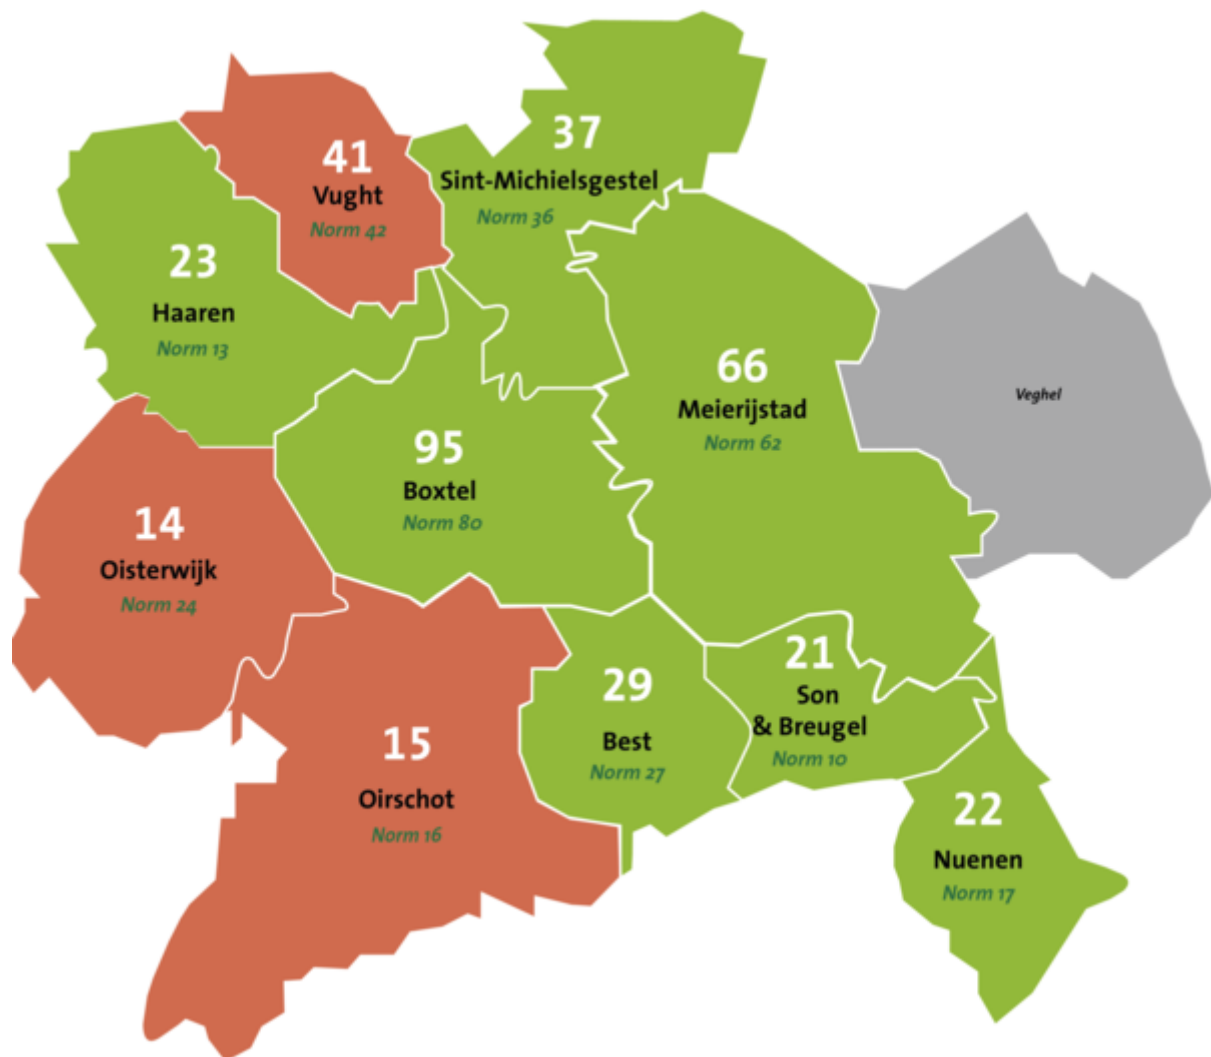 37
Sint-Michielsgestel
Norm 36
41
Vught
Norm 42
23
Haaren
Norm 13
66
Meierijstad
Norm 62
Veghel
95
Boxtel
Norm 80
14
Oisterwijk
Norm 24
21
Son
& Breugel
Norm 10
29
Best
Norm 27
15
Oirschot
Norm 16
22
Nuenen
Norm 17